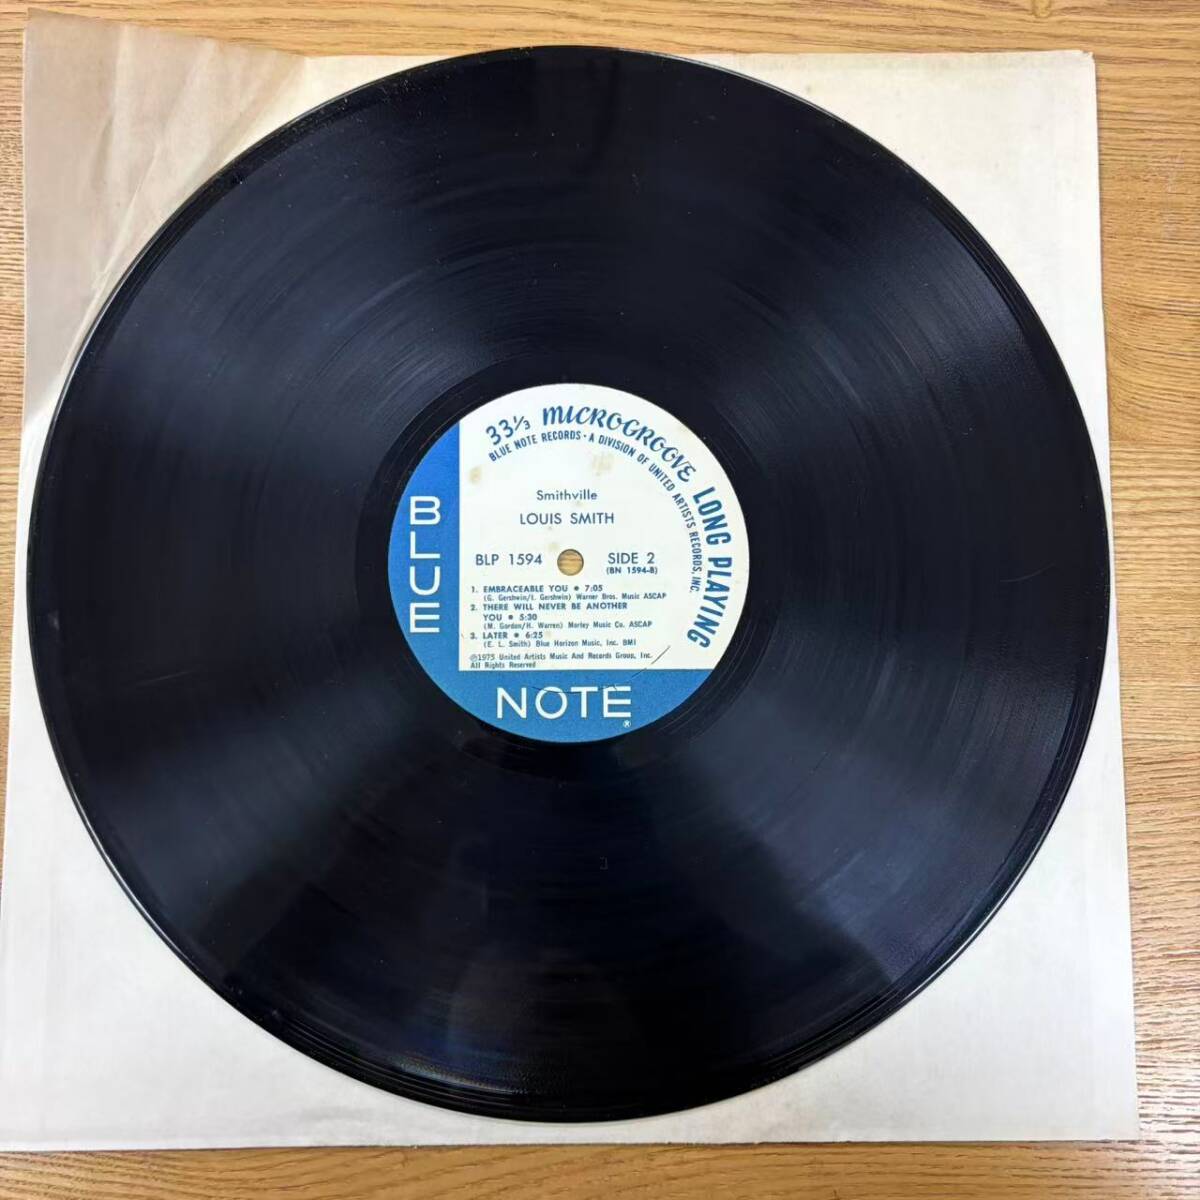 33 1/3 MICROGROOVE LONG PLAYING
BLUE NOTE RECORDS • A DIVISION OF UNITED ARTISTS RECORDS, INC.
Smithville
LOUIS SMITH
BLP 1594
SIDE 2
(BN 1594-B)
1. EMBRACEABLE YOU • 7:05
(G. Gershwin/I. Gershwin) Warner Bros. Music ASCAP
2. THERE WILL NEVER BE ANOTHER
YOU • 5:30
(M. Gordon/H. Warren) Morley Music Co. ASCAP
3. LATER • 6:25
(E. L. Smith) Blue Horizon Music, Inc. BMI
℗1975 United Artists Music And Records Group, Inc.
All Rights Reserved
BLUE
NOTE®